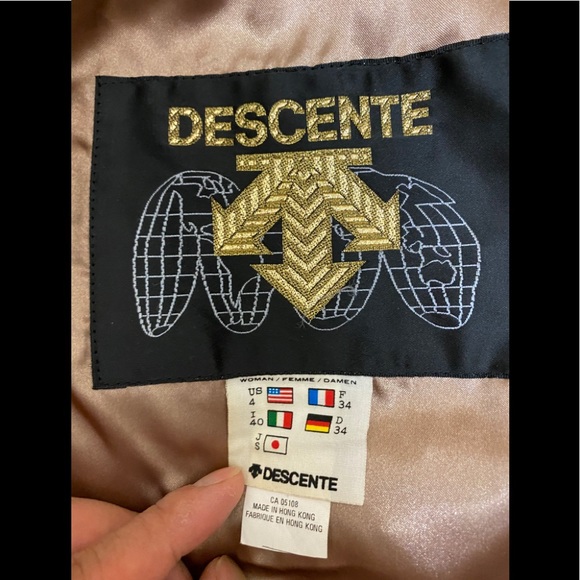 DESCENTE
WOMAN / FEMME / DAMEN
US 4 F 34
I 40 D 34
J S
DESCENTE
CA 05108
MADE IN HONG KONG
FABRIQUE EN HONG KONG